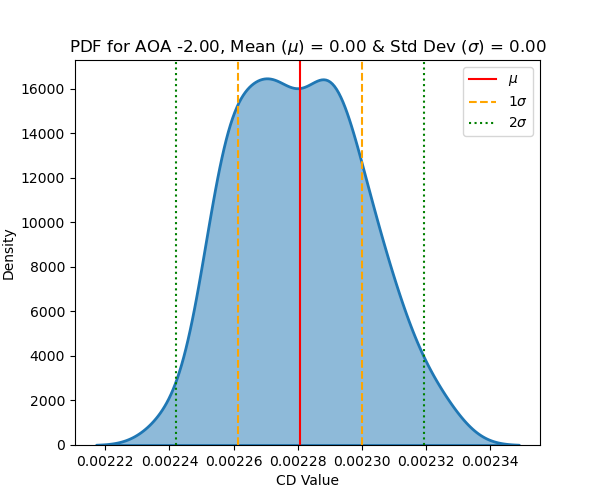 PDF for AOA -2.00, Mean (μ) = 0.00 & Std Dev (σ) = 0.00
μ
1σ
2σ
16000
14000
12000
10000
8000
6000
4000
2000
0
Density
0.00222 0.00224 0.00226 0.00228 0.00230 0.00232 0.00234
CD Value